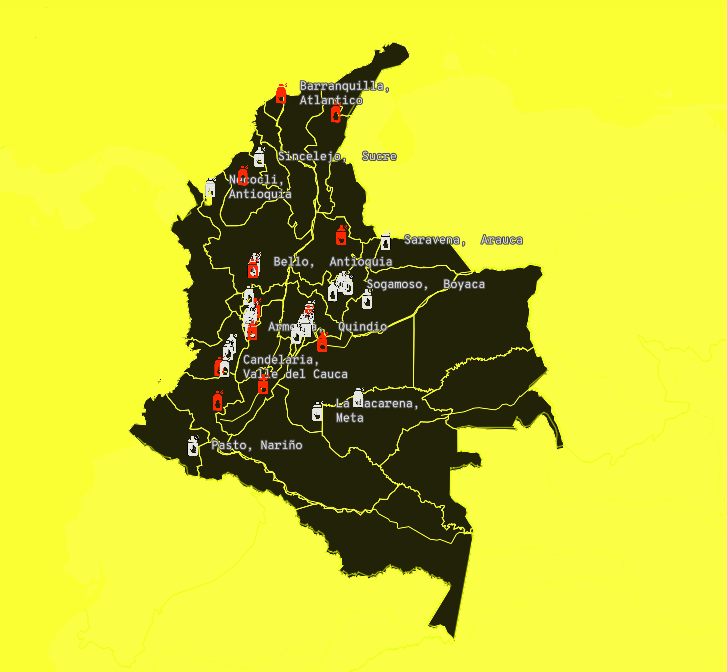 Barranquilla,
Atlantico
Sincelejo, Sucre
Necocli,
Antioquia
Saravena, Arauca
Bello, Antioquia
Sogamoso, Boyaca
Armenia, Quindio
Candelaria,
Valle del Cauca
La Macarena,
Meta
Pasto, Nariño